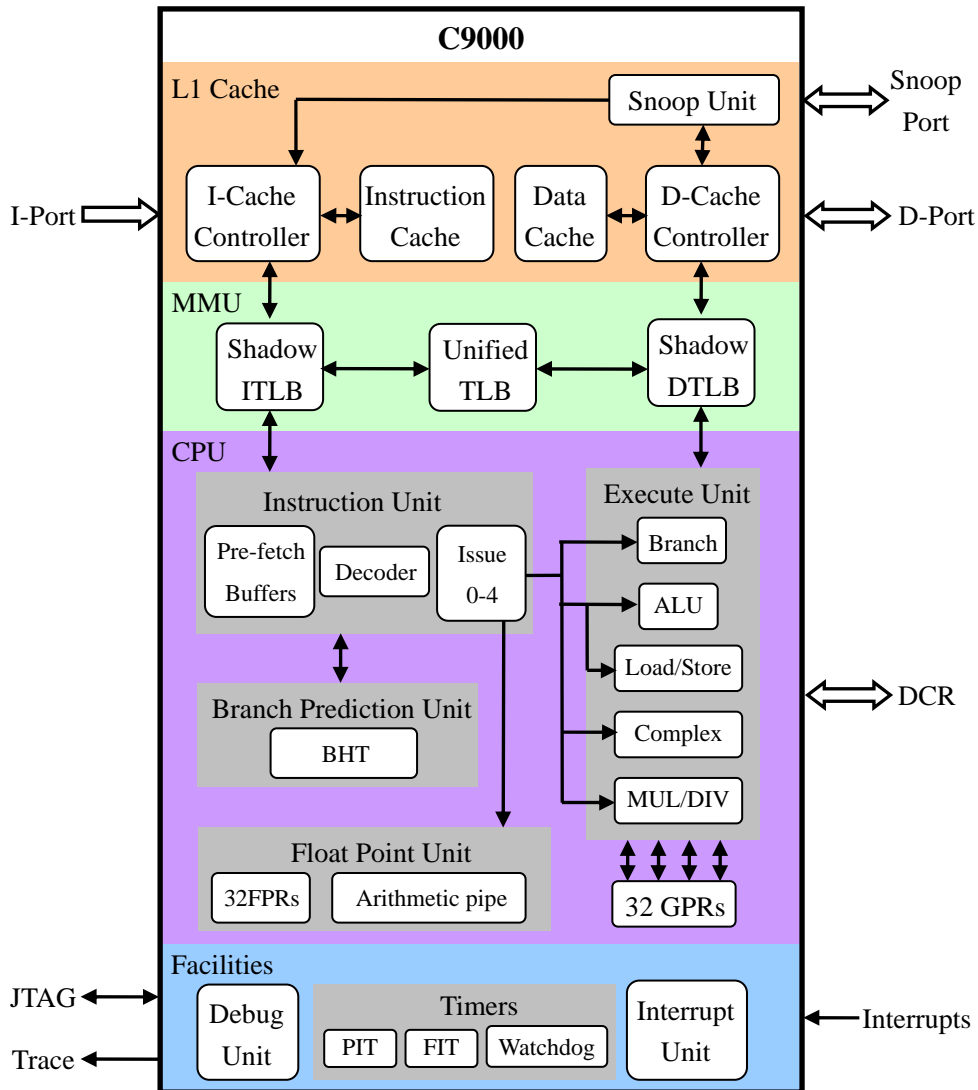 C9000
L1 Cache
Snoop Unit
Snoop
Port
I-Port
I-Cache
Controller
Instruction
Cache
Data
Cache
D-Cache
Controller
D-Port
MMU
Shadow
ITLB
Unified
TLB
Shadow
DTLB
CPU
Instruction Unit
Pre-fetch
Buffers
Decoder
Issue
0-4
Execute Unit
Branch
ALU
Load/Store
Complex
MUL/DIV
DCR
Branch Prediction Unit
BHT
Float Point Unit
32FPRs
Arithmetic pipe
32 GPRs
Facilities
JTAG
Trace
Debug
Unit
Timers
PIT
FIT
Watchdog
Interrupt
Unit
Interrupts